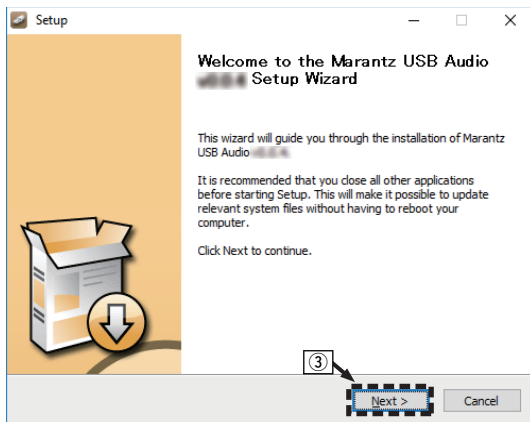 Setup
Welcome to the Marantz USB Audio
Setup Wizard
This wizard will guide you through the installation of Marantz
USB Audio
It is recommended that you close all other applications
before starting Setup. This will make it possible to update
relevant system files without having to reboot your
computer.
Click Next to continue.
③
Next >
Cancel